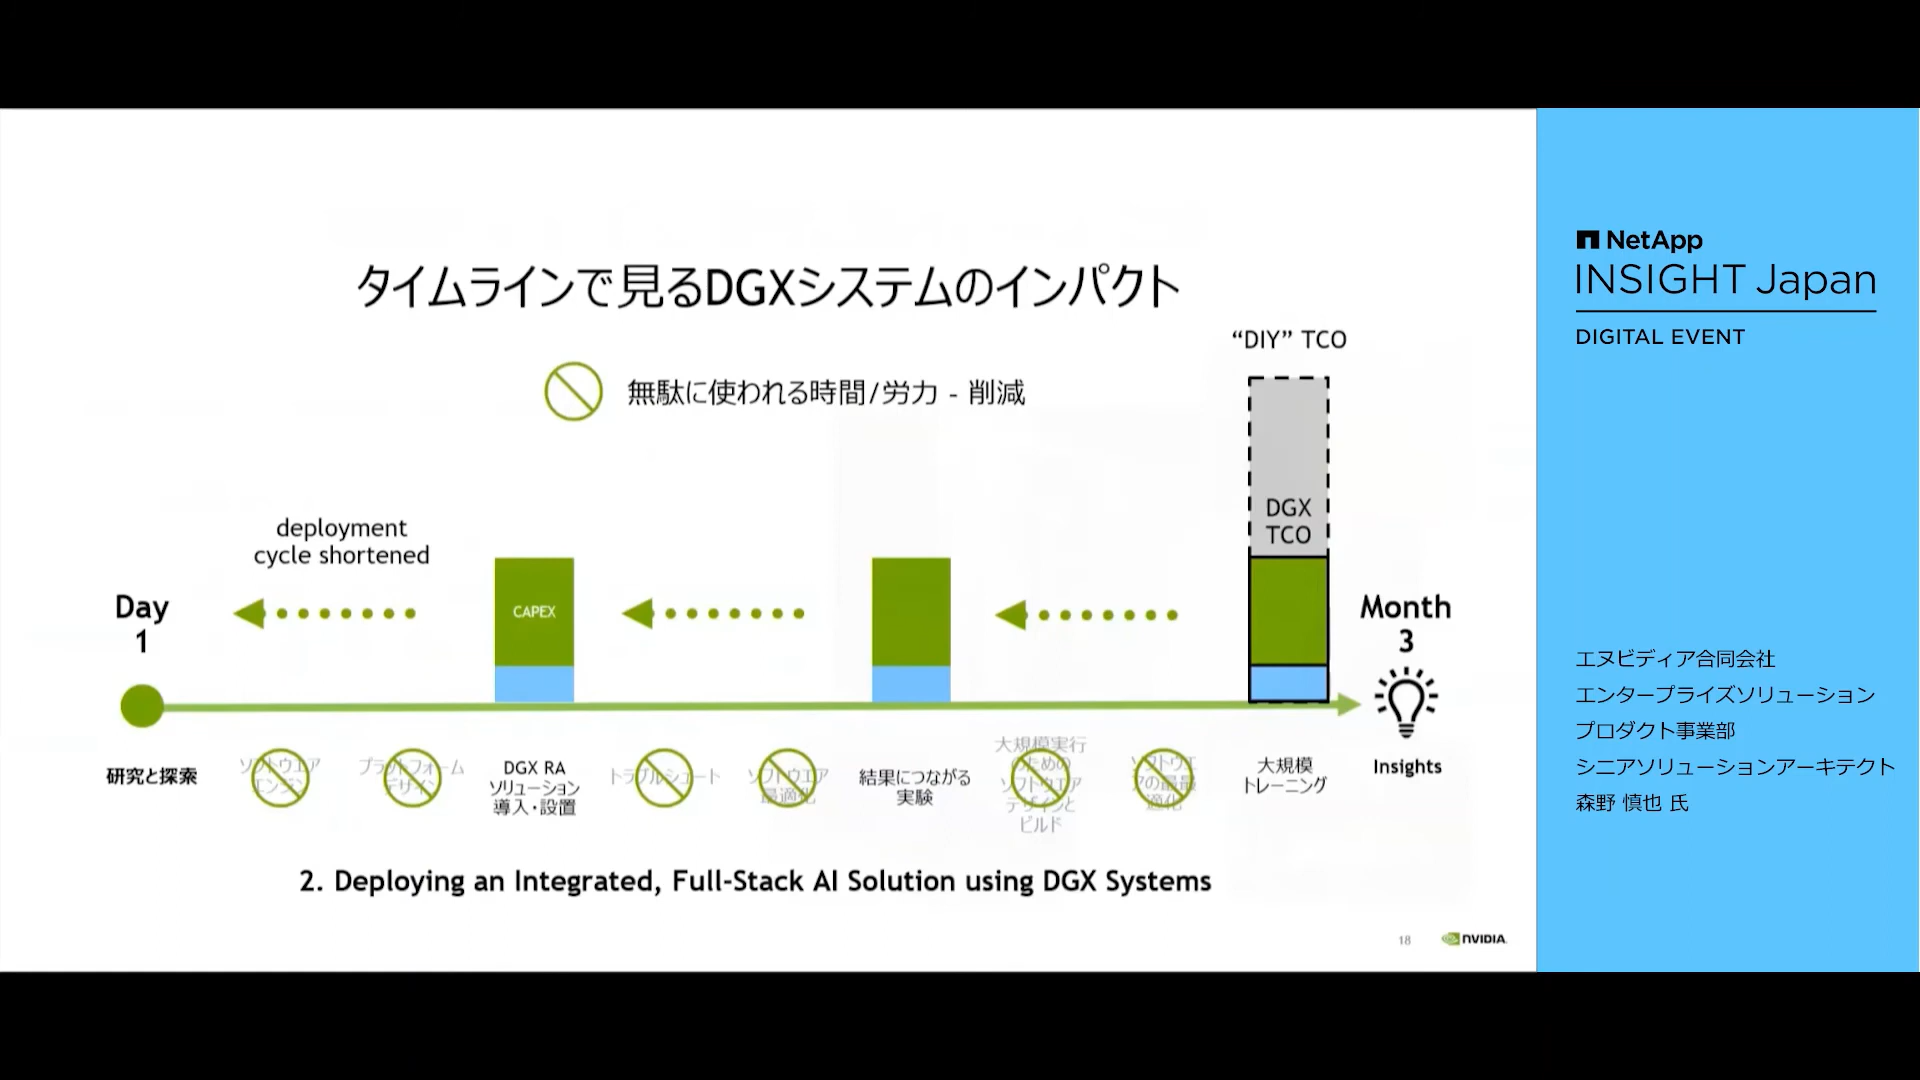 タイムラインで見るDGXシステムのインパクト
無駄に使われる時間/労力 - 削減
“DIY” TCO
DGX
TCO
deployment
cycle shortened
CAPEX
Day
1
Month
3
研究と探索
ソフトウエア
エンジン
プラットフォーム
デザイン
DGX RA
ソリューション
導入・設置
トラブルシュート
ソフトウエア
最適化
結果につながる
実験
大規模実行
のための
ソフトウエア
デザインと
ビルド
ソフトウエ
アの最
適化
大規模
トレーニング
Insights
2. Deploying an Integrated, Full-Stack AI Solution using DGX Systems
18
NVIDIA
NetApp
INSIGHT Japan
DIGITAL EVENT
エヌビディア合同会社
エンタープライズソリューション
プロダクト事業部
シニアソリューションアーキテクト
森野 慎也 氏